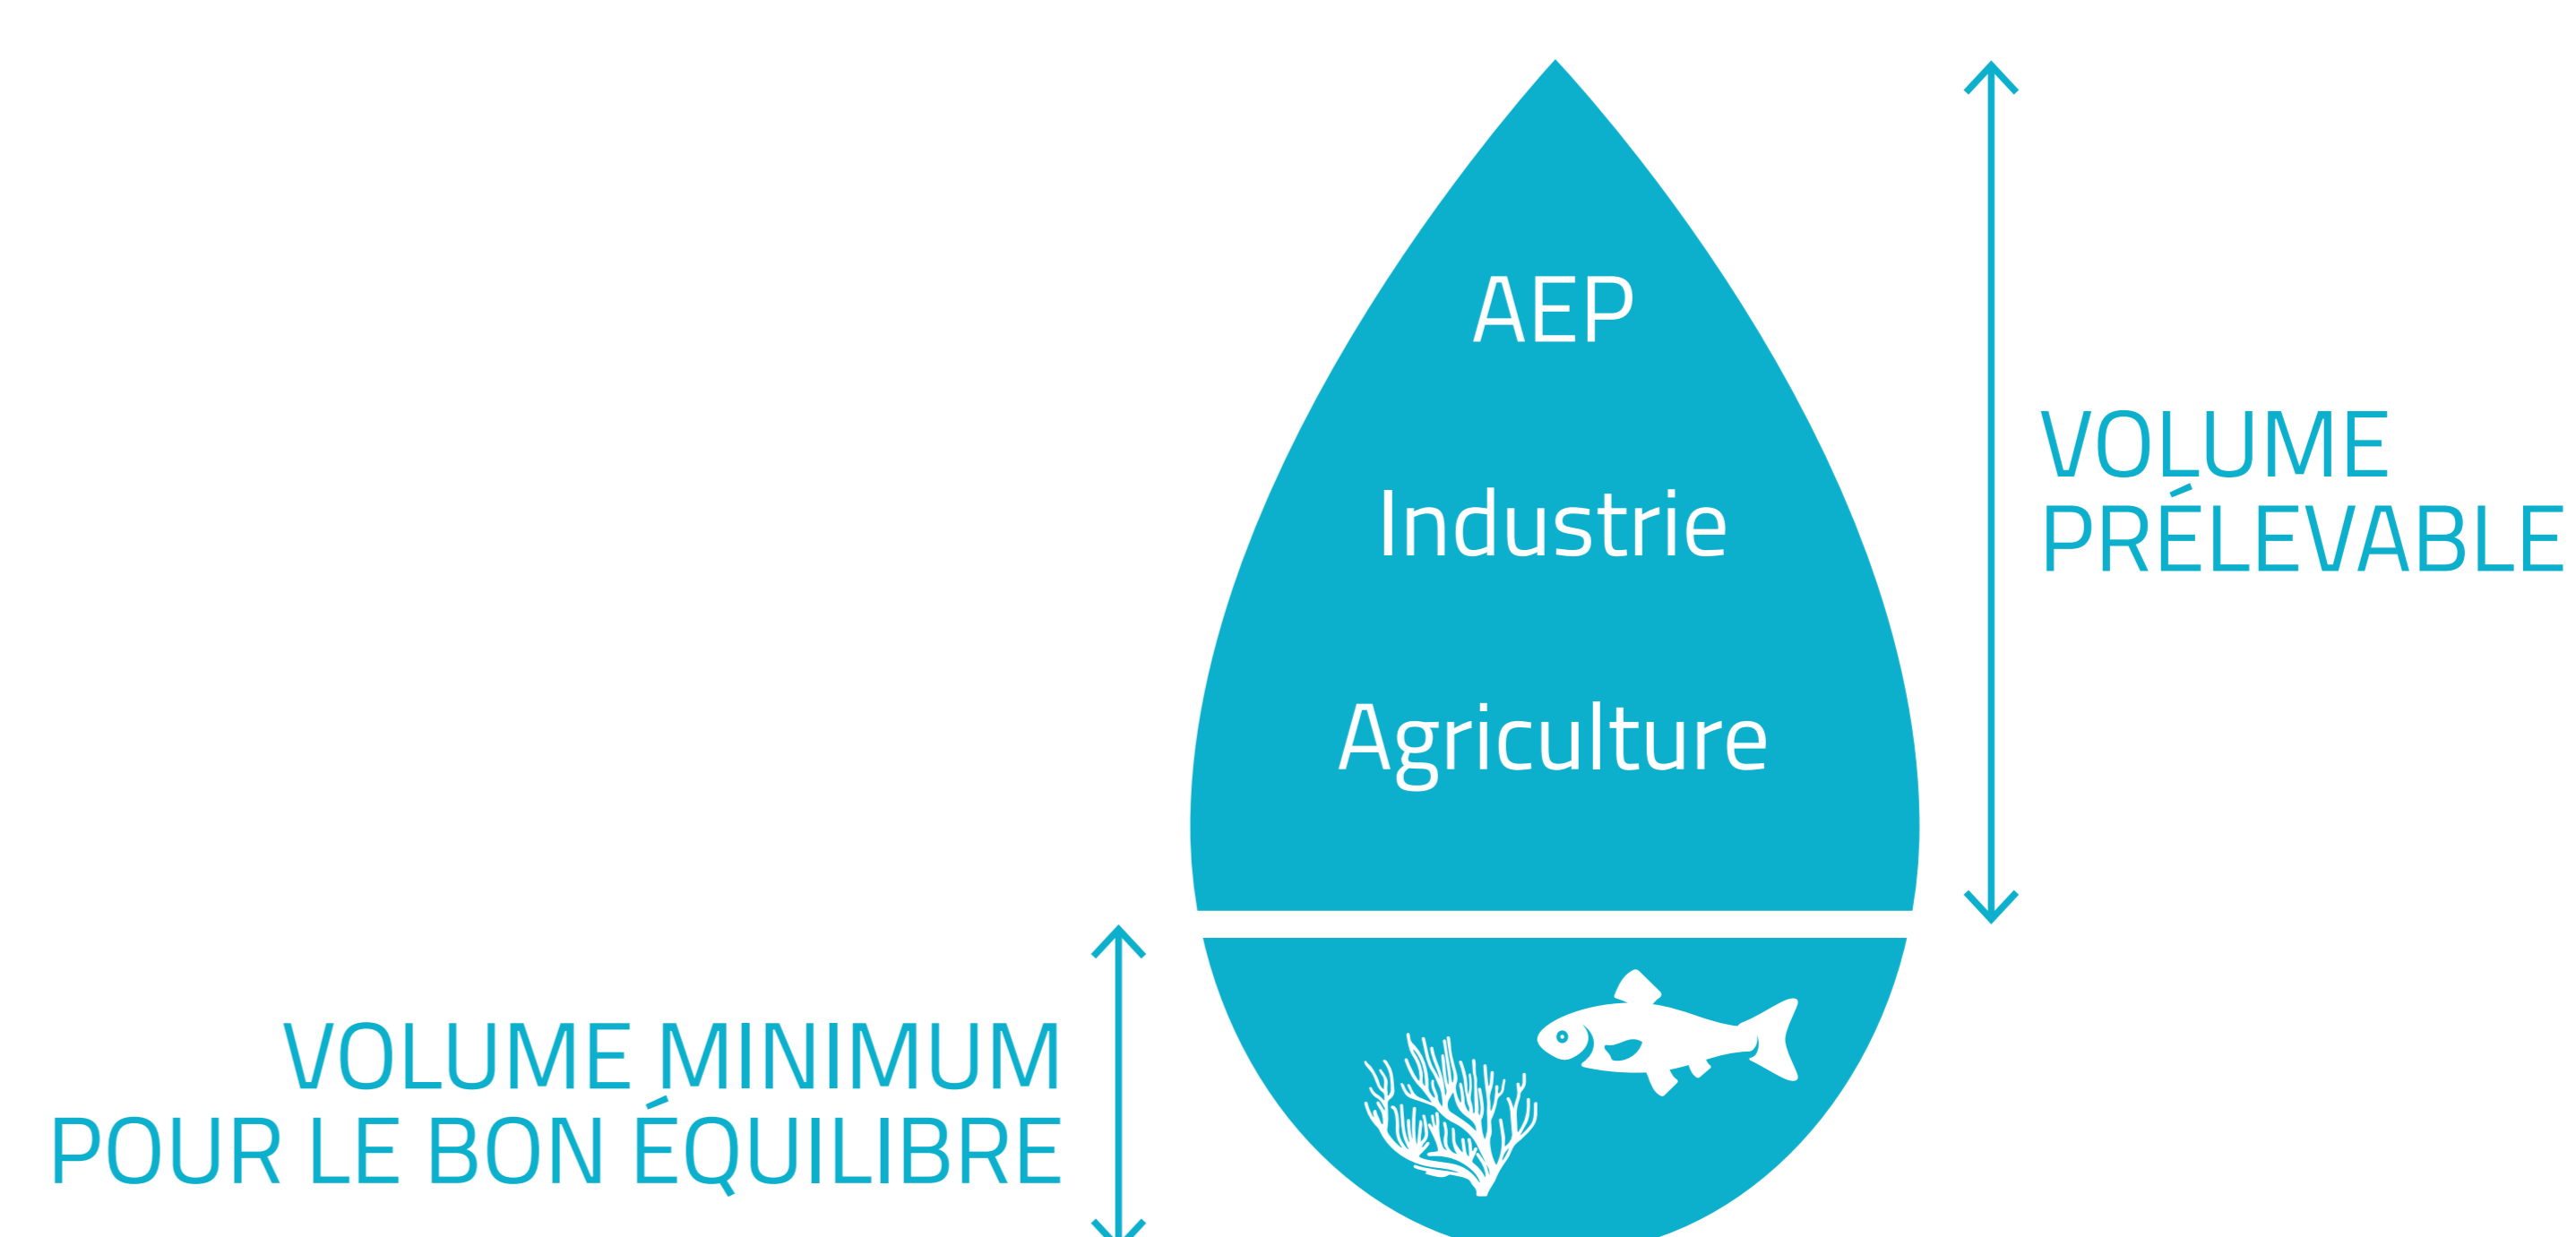 AEP
Industrie
Agriculture
VOLUME
PRÉLEVABLE
VOLUME MINIMUM
POUR LE BON ÉQUILIBRE